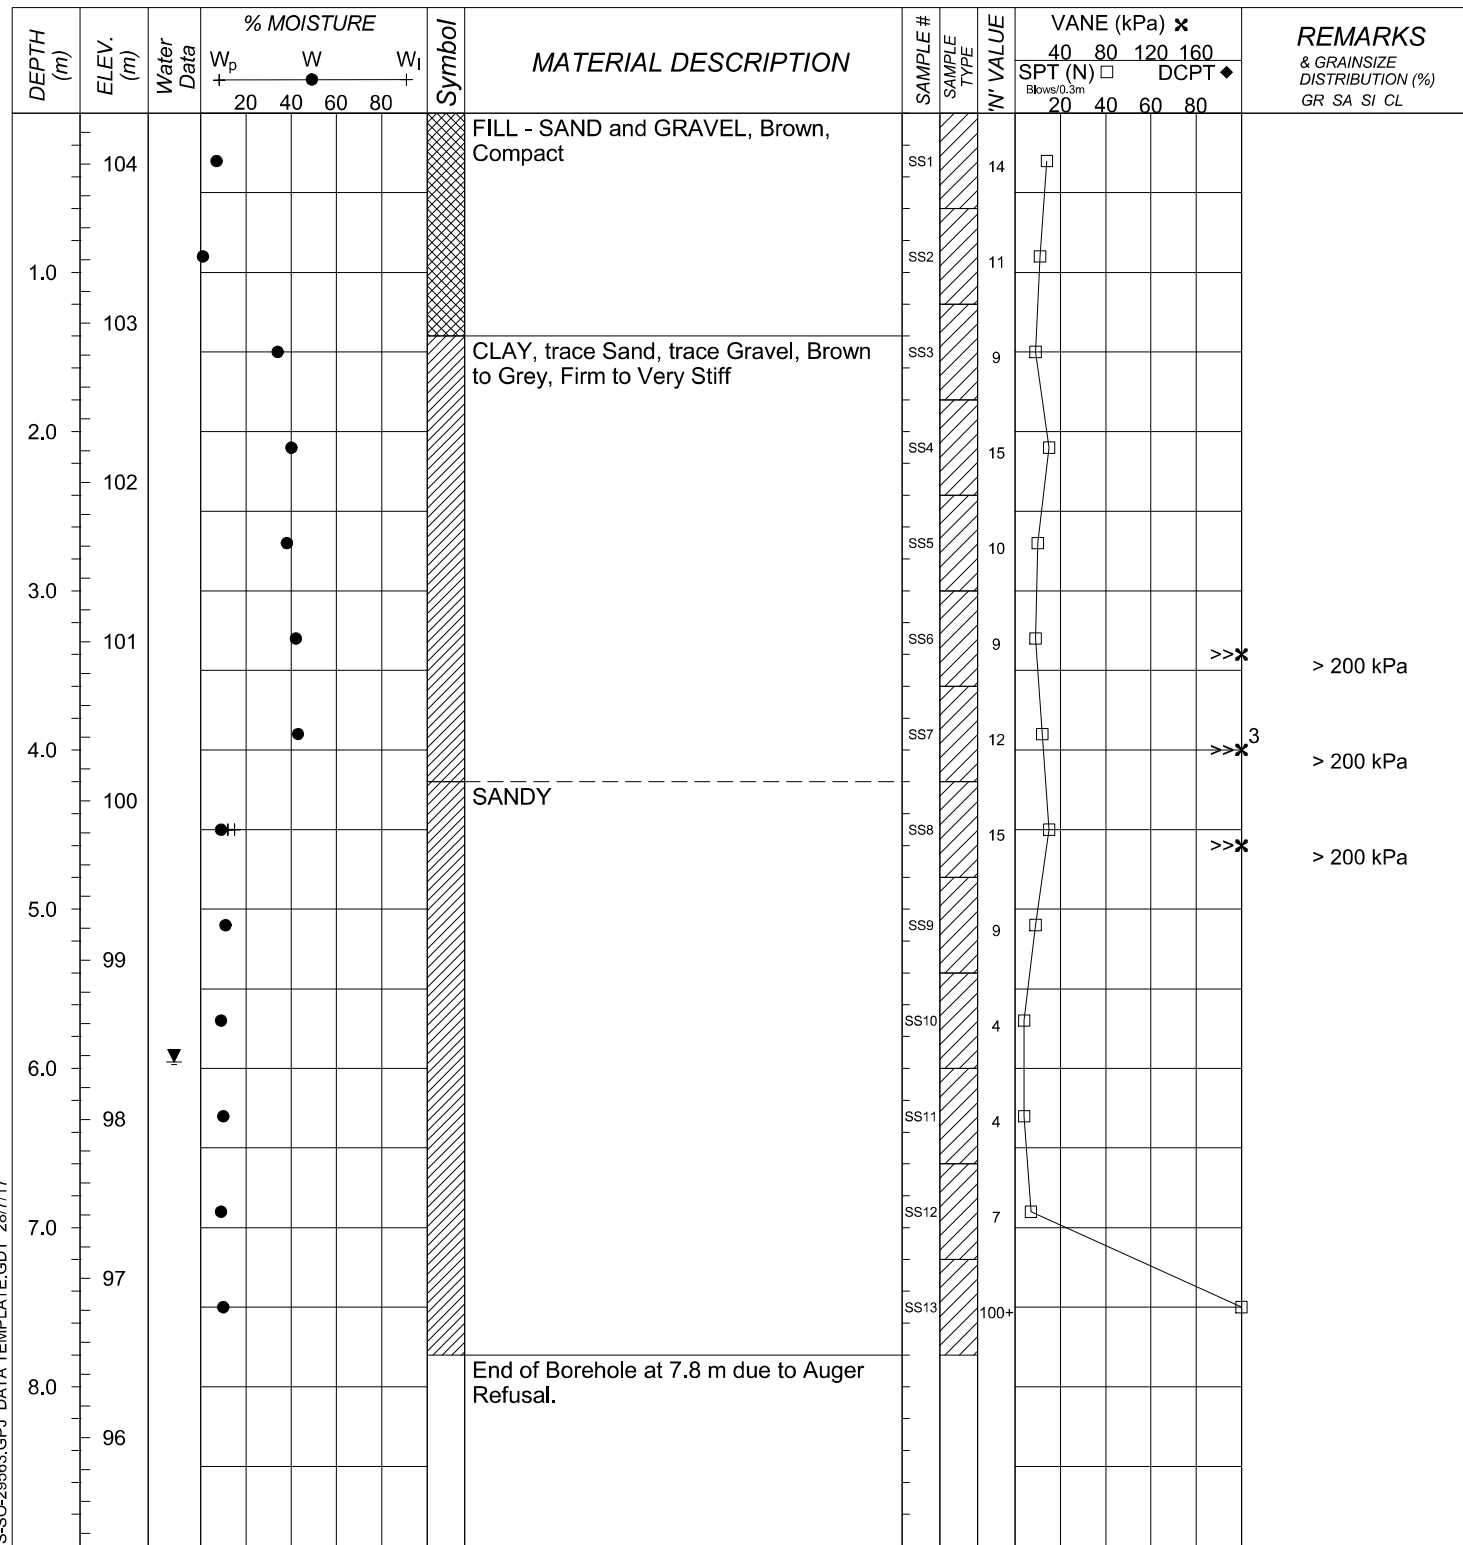 DEPTH (m)
ELEV. (m)
Water Data
% MOISTURE
Wp W Wl
20 40 60 80
Symbol
MATERIAL DESCRIPTION
SAMPLE #
SAMPLE TYPE
'N' VALUE
VANE (kPa)
40 80 120 160
SPT (N) DCPT
Blows/0.3m
20 40 60 80
REMARKS
& GRAINSIZE
DISTRIBUTION (%)
GR SA SI CL
FILL - SAND and GRAVEL, Brown,
Compact
104 SS1 14
SS2 11
1.0
103
CLAY, trace Sand, trace Gravel, Brown
to Grey, Firm to Very Stiff
SS3 9
2.0
SS4 15
102
SS5 10
3.0
101 SS6 9
>> > 200 kPa
SS7 12 3
4.0 >> > 200 kPa
SANDY
100
SS8 15
>> > 200 kPa
5.0
SS9 9
99
SS10 4
6.0
98 SS11 4
SS12 7
7.0
97
SS13 100+
End of Borehole at 7.8 m due to Auger
Refusal.
8.0
96